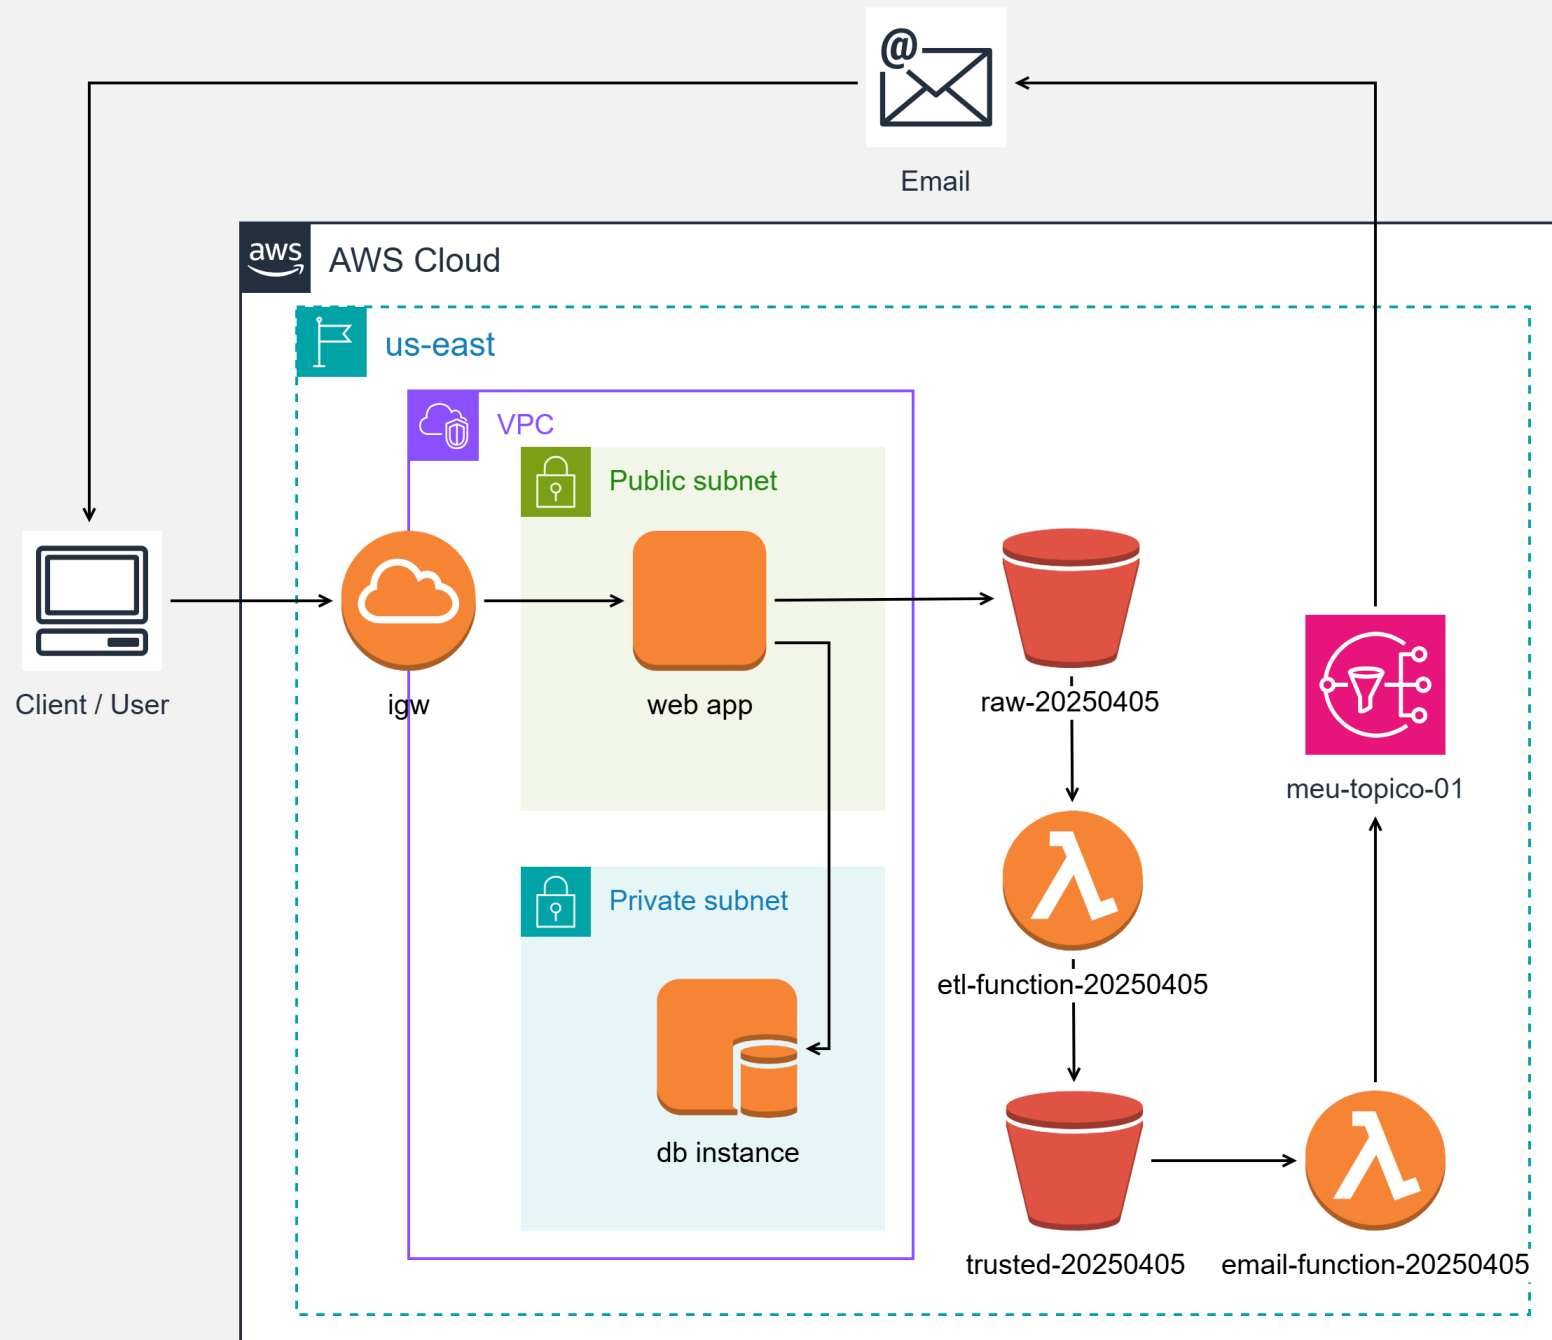 @
Email
aws
AWS Cloud
us-east
VPC
Public subnet
Client / User
igw
web app
raw-20250405
meu-topico-01
Private subnet
etl-function-20250405
db instance
trusted-20250405
email-function-20250405